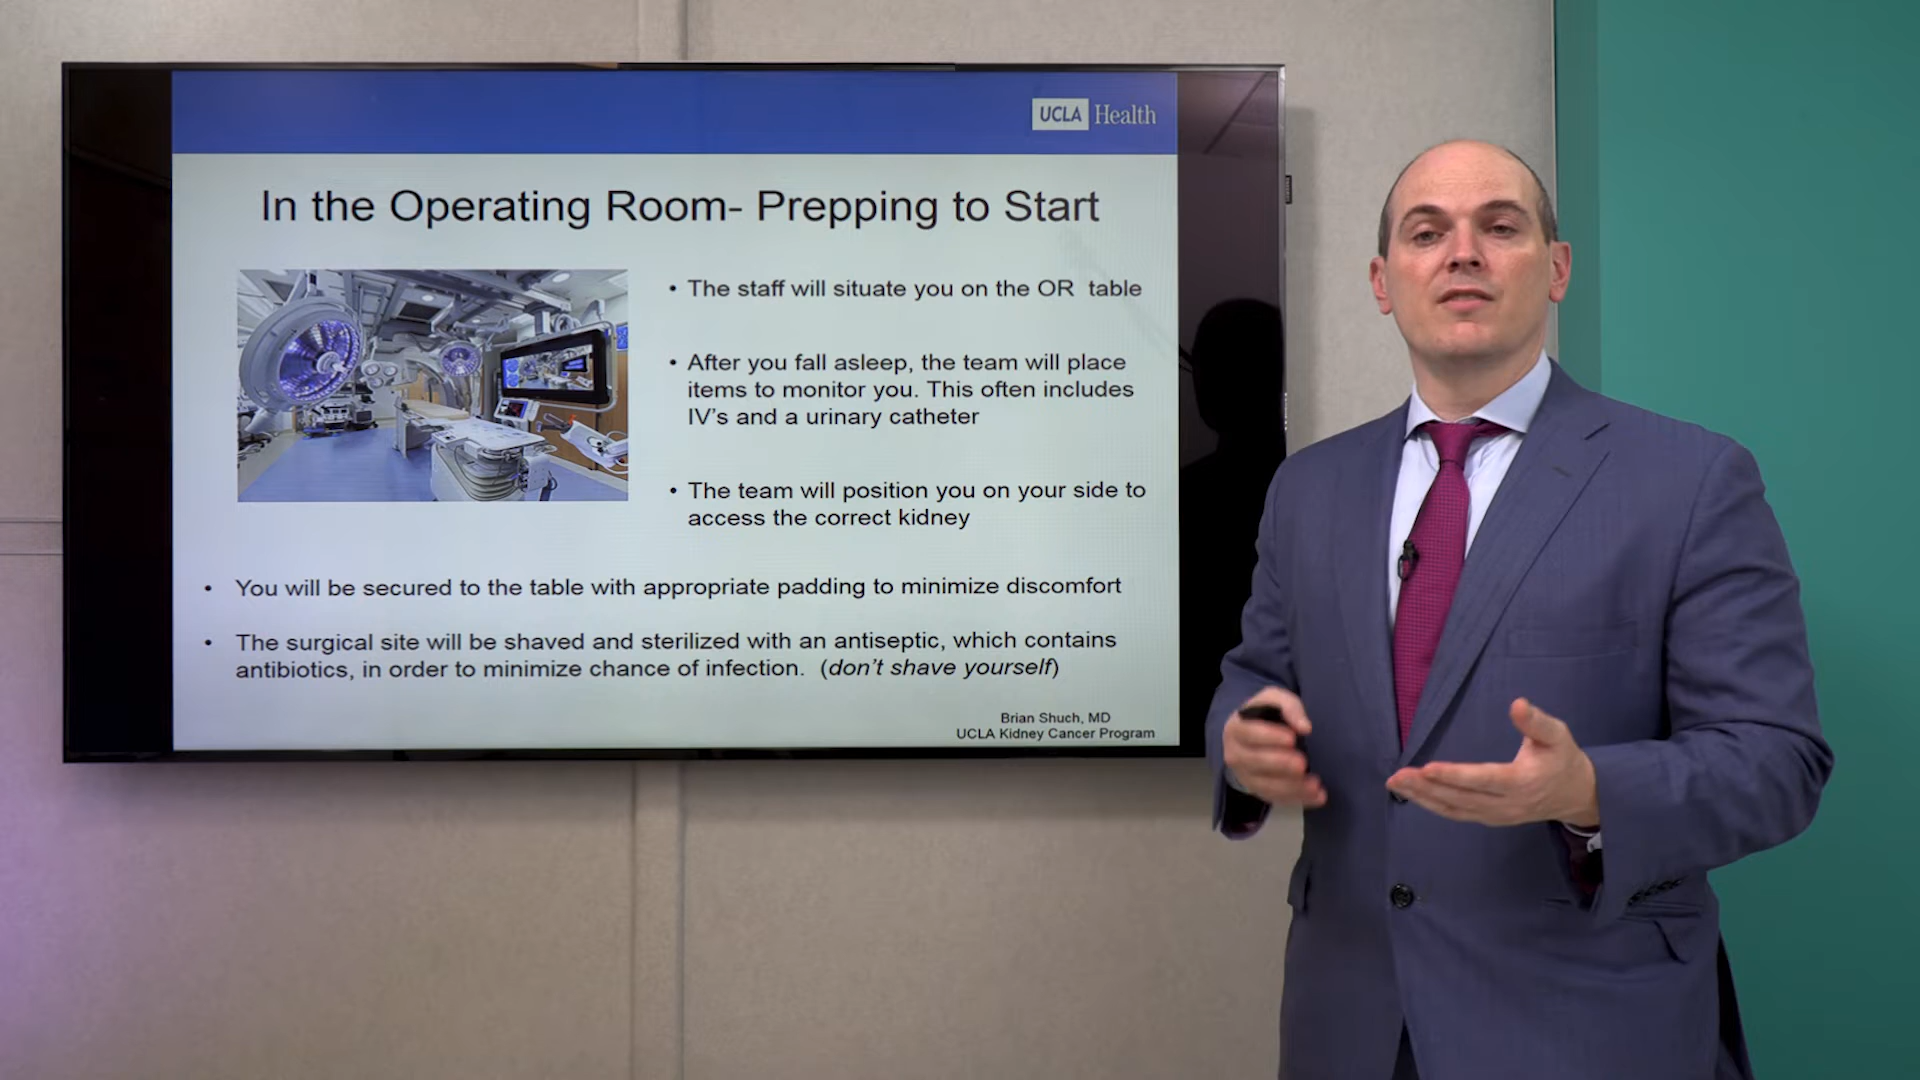 UCLA Health
In the Operating Room- Prepping to Start
• The staff will situate you on the OR table
• After you fall asleep, the team will place
items to monitor you. This often includes
IV's and a urinary catheter
• The team will position you on your side to
access the correct kidney
• You will be secured to the table with appropriate padding to minimize discomfort
• The surgical site will be shaved and sterilized with an antiseptic, which contains
antibiotics, in order to minimize chance of infection. (don't shave yourself)
Brian Shuch, MD
UCLA Kidney Cancer Program